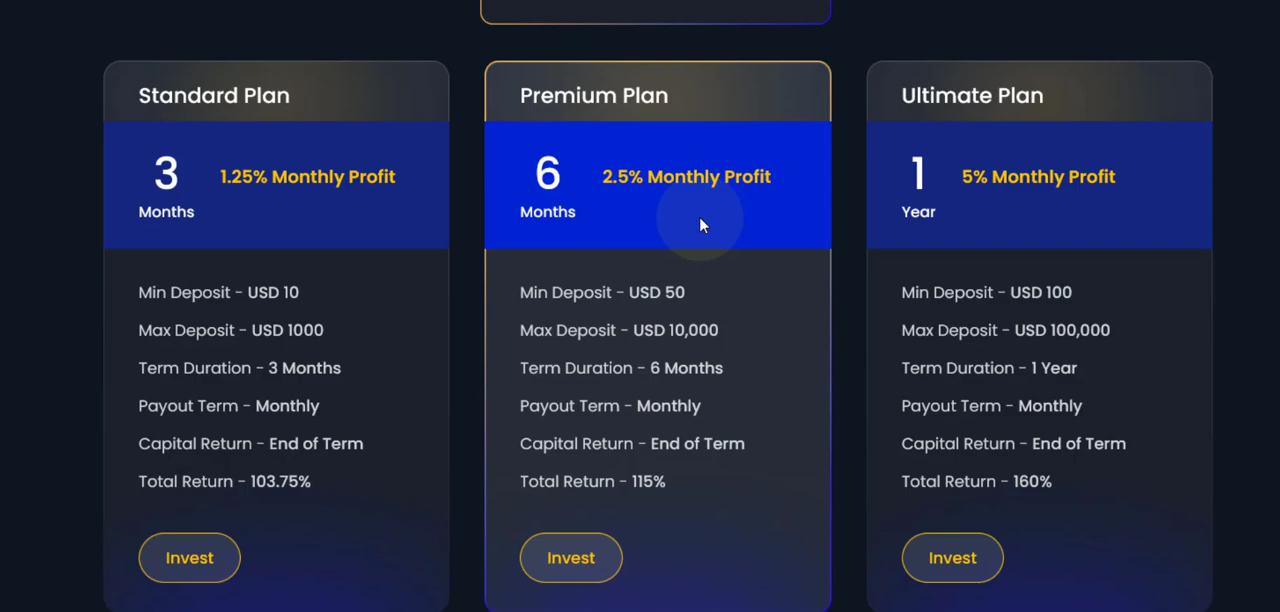 Standard Plan
3
Months
1.25% Monthly Profit
Min Deposit - USD 10
Max Deposit - USD 1000
Term Duration - 3 Months
Payout Term - Monthly
Capital Return - End of Term
Total Return - 103.75%
Invest
Premium Plan
6
Months
2.5% Monthly Profit
Min Deposit - USD 50
Max Deposit - USD 10,000
Term Duration - 6 Months
Payout Term - Monthly
Capital Return - End of Term
Total Return - 115%
Invest
Ultimate Plan
1
Year
5% Monthly Profit
Min Deposit - USD 100
Max Deposit - USD 100,000
Term Duration - 1 Year
Payout Term - Monthly
Capital Return - End of Term
Total Return - 160%
Invest